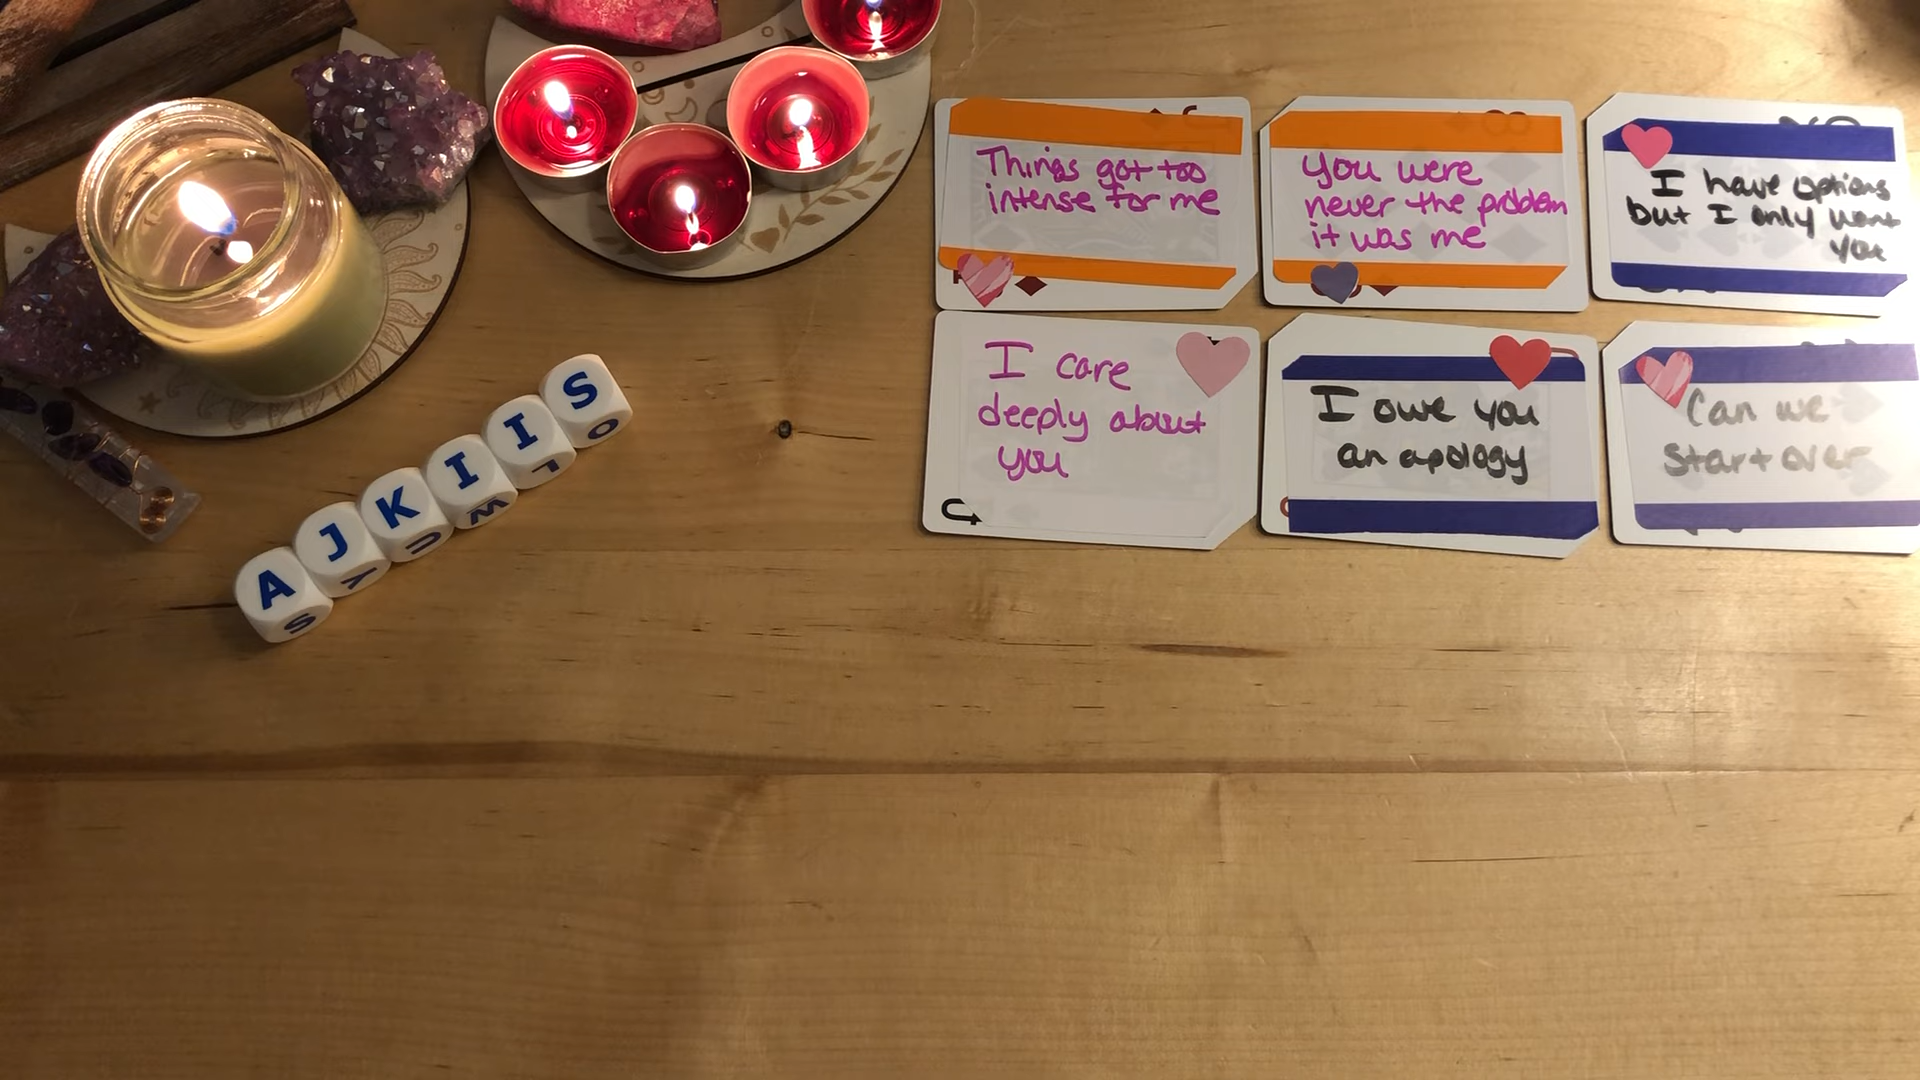 Things got too
intense for me
You were
never the problem
it was me
I have options
but I only want
you
I care
deeply about
you
I owe you
an apology
Can we
start over
A J K I I S
S Y U M L O